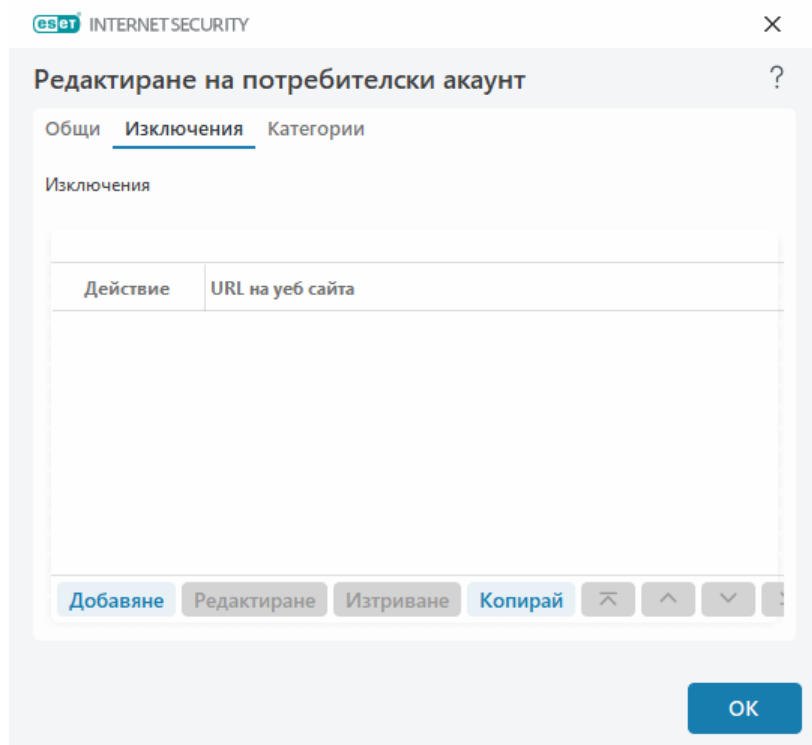 eset INTERNET SECURITY
Редактиране на потребителски акаунт
?
Общи Изключения Категории
Изключения
Действие URL на уеб сайта
Добавяне Редактиране Изтриване Копирай
ОК